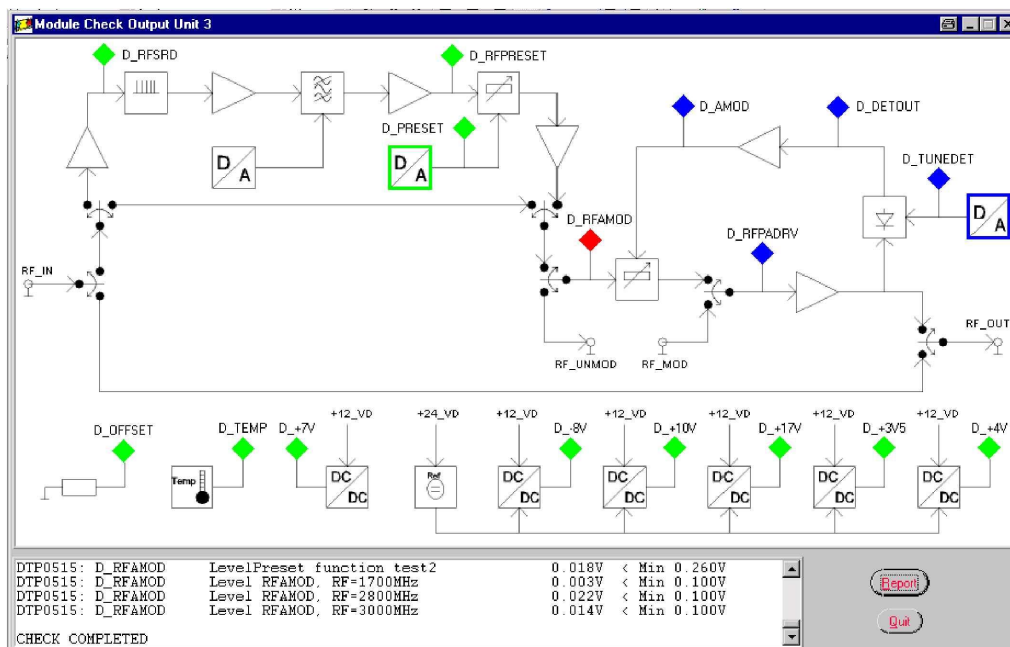 Module Check Output Unit 3
D_RFSRD
D_RFPRESET
D_PRESET
D_AMOD
D_DETOUT
D_TUNEDET
D
A
D
A
D
A
D_RFAMOD
D_RFPADRV
RF_IN
RF_OUT
RF_UNMOD
RF_MOD
+12_VD
+24_VD
+12_VD
+12_VD
+12_VD
+12_VD
+12_VD
D_OFFSET
D_TEMP
D_+7V
D_-8V
D_+10V
D_+17V
D_+3V5
D_+4V
Temp
DC
DC
Ref
DC
DC
DC
DC
DC
DC
DC
DC
DC
DC
DTP0515: D_RFAMOD LevelPreset function test2 0.018V < Min 0.260V
DTP0515: D_RFAMOD Level RFAMOD, RF=1700MHz 0.003V < Min 0.100V
DTP0515: D_RFAMOD Level RFAMOD, RF=2800MHz 0.022V < Min 0.100V
DTP0515: D_RFAMOD Level RFAMOD, RF=3000MHz 0.014V < Min 0.100V
CHECK COMPLETED
Report
Quit